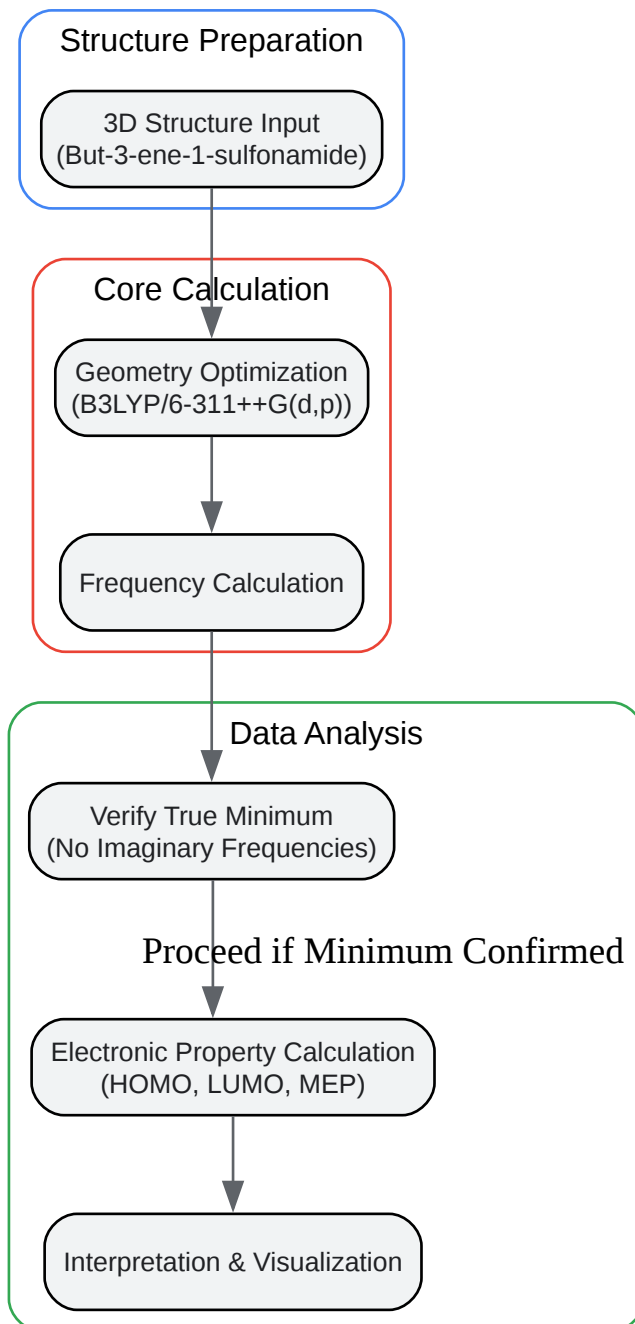 Structure Preparation
3D Structure Input
(But-3-ene-1-sulfonamide)
Core Calculation
Geometry Optimization
(B3LYP/6-311++G(d,p))
Frequency Calculation
Data Analysis
Verify True Minimum
(No Imaginary Frequencies)
Proceed if Minimum Confirmed
Electronic Property Calculation
(HOMO, LUMO, MEP)
Interpretation & Visualization